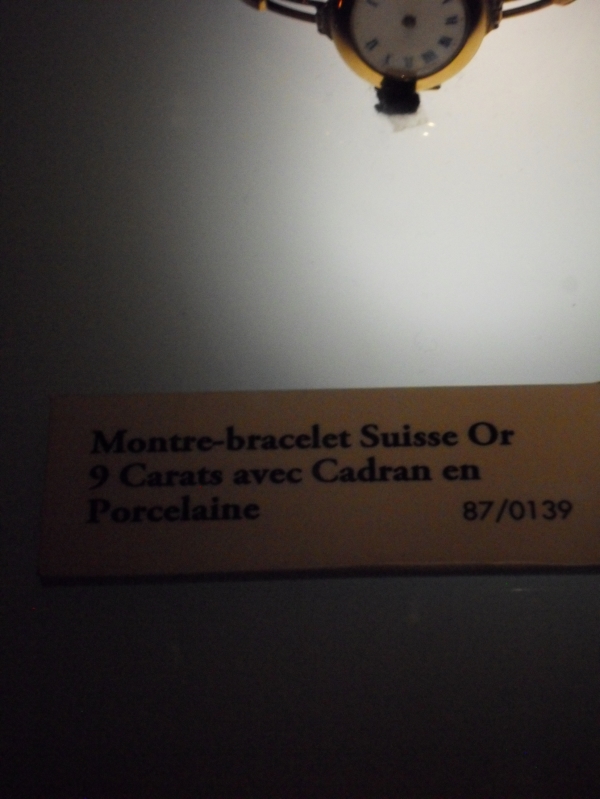 Montre-bracelet Suisse Or
9 Carats avec Cadran en
Porcelaine 87/0139